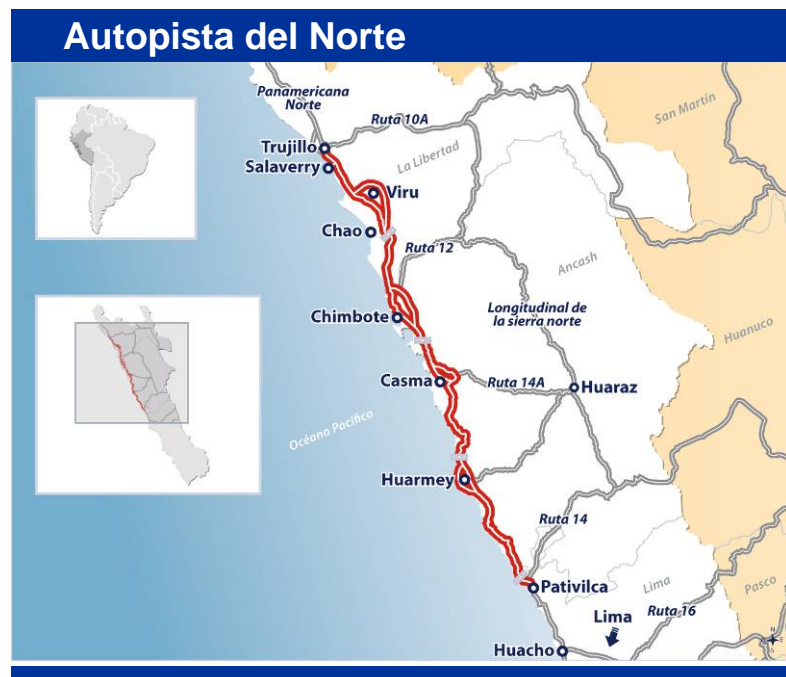 Autopista del Norte
Panamericana
Norte
Ruta 10A
San Martín
Trujillo
La Libertad
Salaverry
Viru
Chao
Ruta 12
Ancash
Longitudinal de
la sierra norte
Chimbote
Huanuco
Casma
Ruta 14A
Huaraz
Océano Pacífico
Huarmey
Ruta 14
Pativilca
Lima
Pasco
Lima
Ruta 16
N
E
S
Huacho